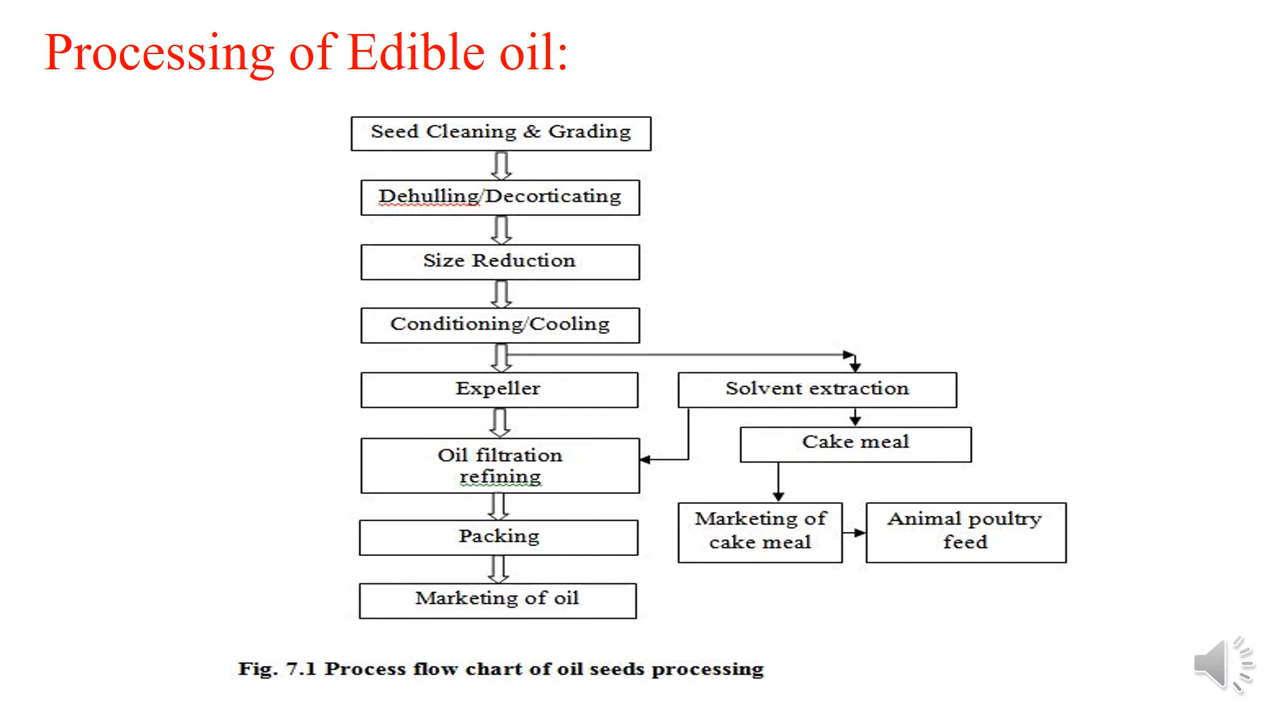 Processing of Edible oil:
Seed Cleaning & Grading
Dehulling/Decorticating
Size Reduction
Conditioning/Cooling
Expeller
Solvent extraction
Oil filtration
refining
Cake meal
Packing
Marketing of
cake meal
Animal poultry
feed
Marketing of oil
Fig. 7.1 Process flow chart of oil seeds processing